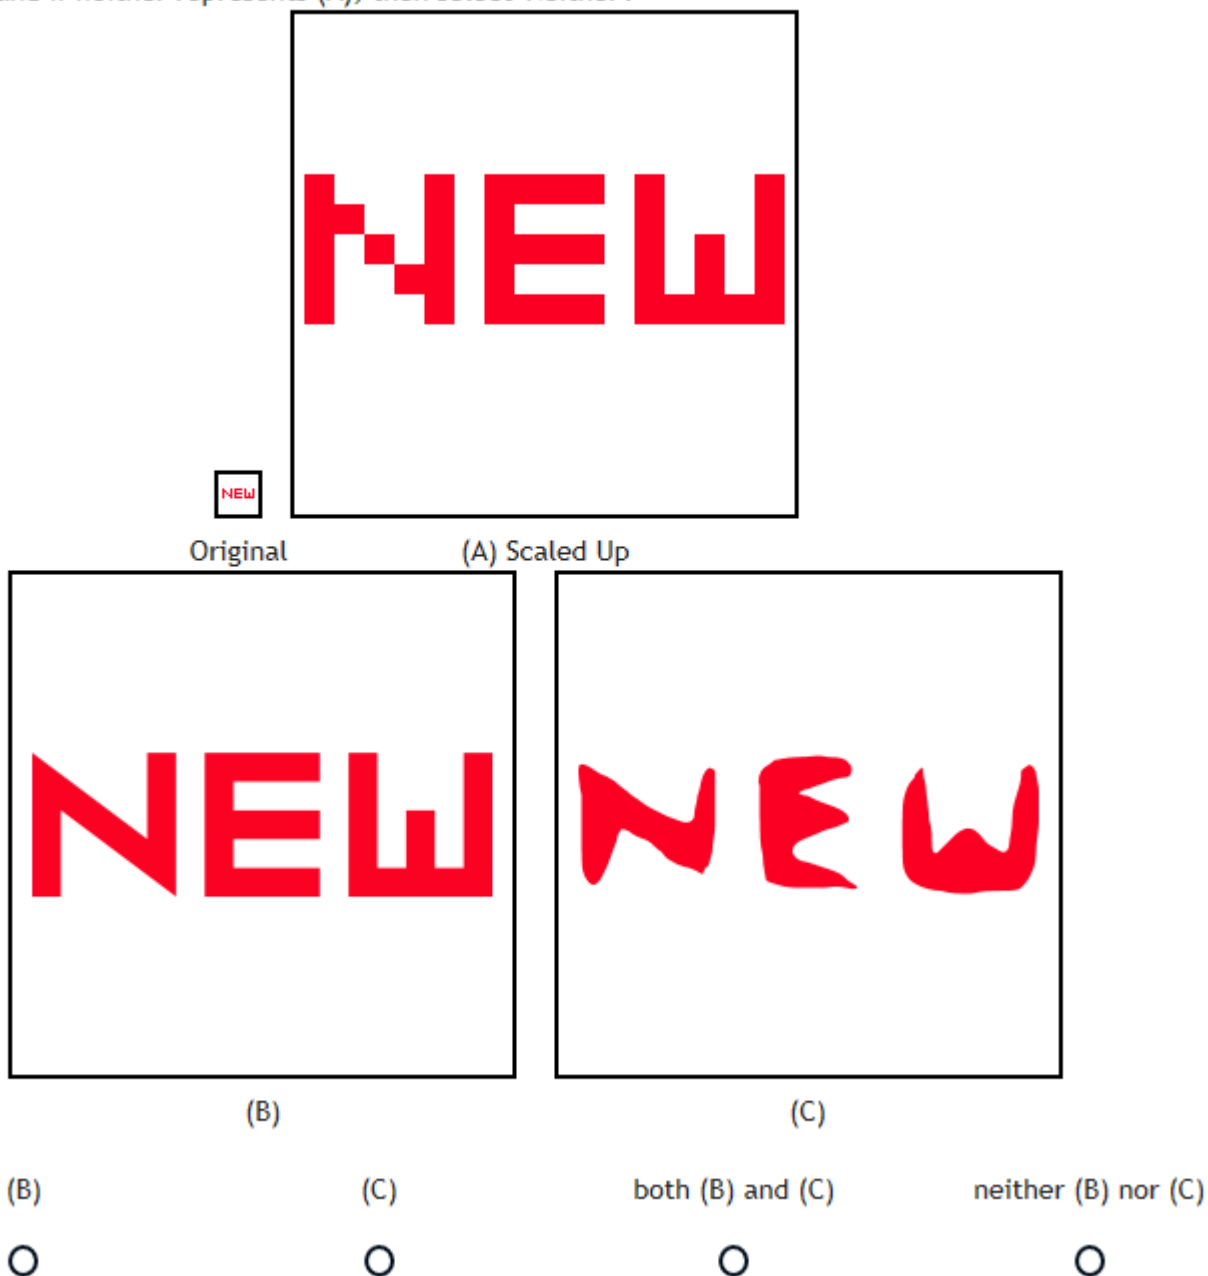 NEW
NEW
Original (A) Scaled Up
NEW NEW
(B) (C)
(B) (C) both (B) and (C) neither (B) nor (C)